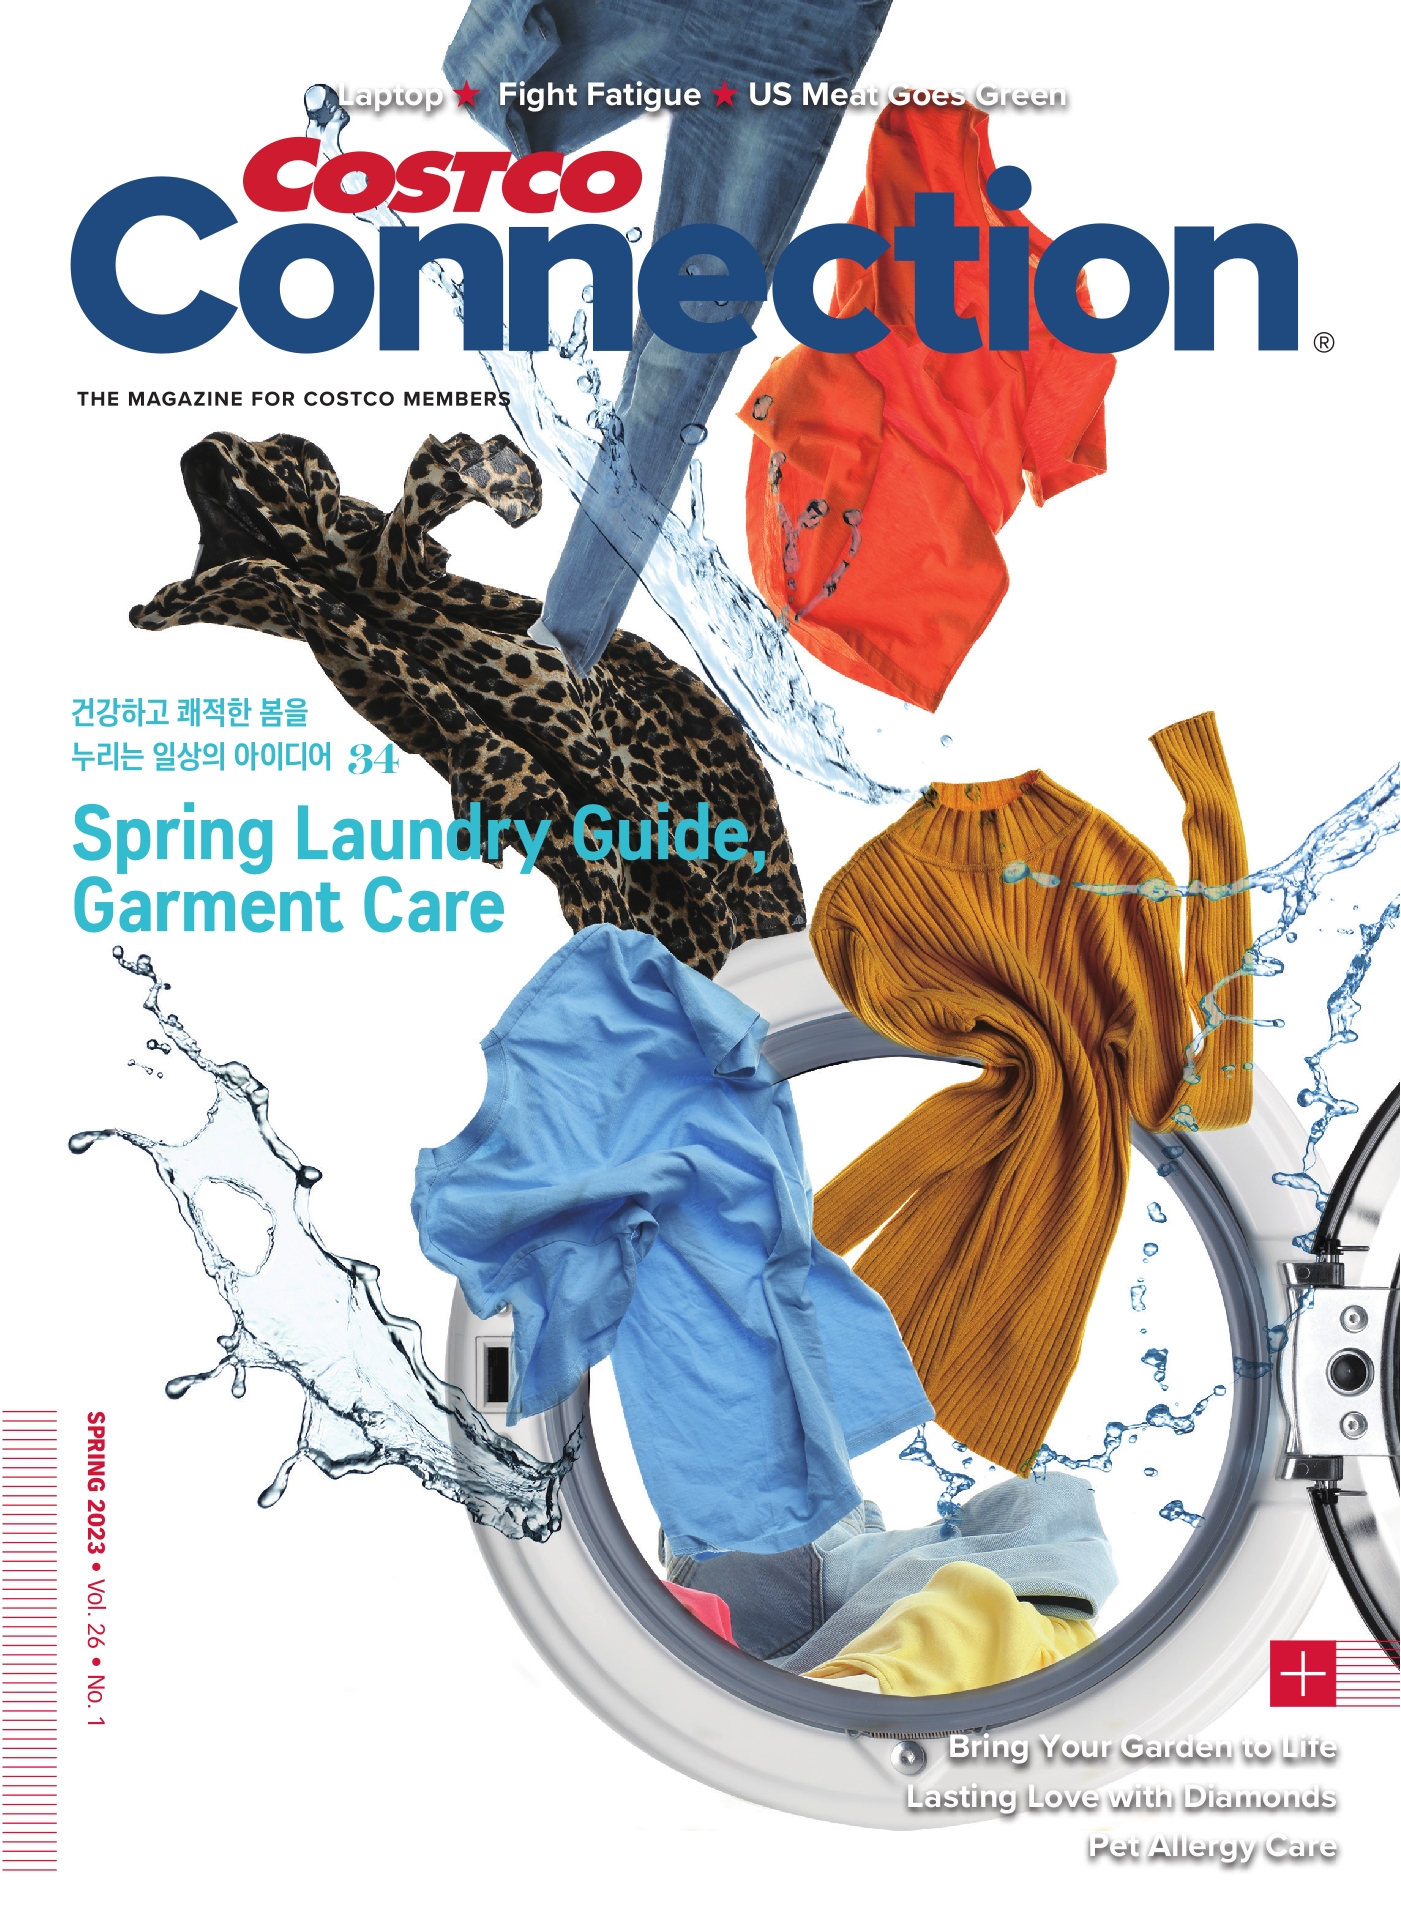 Laptop ★ Fight Fatigue ★ US Meat Goes Green
COSTCO
Connection®
THE MAGAZINE FOR COSTCO MEMBERS
건강하고 쾌적한 봄을
누리는 일상의 아이디어 34
Spring Laundry Guide,
Garment Care
SPRING 2023 • Vol. 26 • No. 1
Bring Your Garden to Life
Lasting Love with Diamonds
Pet Allergy Care